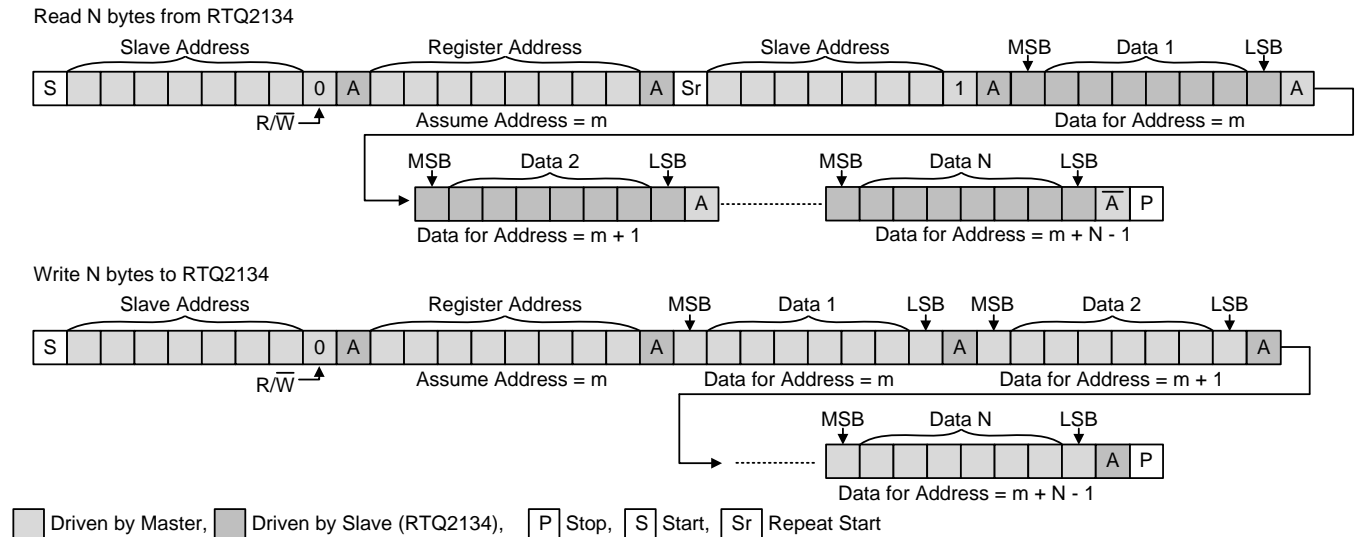 Read N bytes from RTQ2134
Slave Address Register Address Slave Address MSB Data 1 LSB
S 0 A A Sr 1 A A
R/W̅ Assume Address = m Data for Address = m
MSB Data 2 LSB MSB Data N LSB
A A̅ P
Data for Address = m + 1 Data for Address = m + N - 1
Write N bytes to RTQ2134
Slave Address Register Address MSB Data 1 LSB MSB Data 2 LSB
S 0 A A A A
R/W̅ Assume Address = m Data for Address = m Data for Address = m + 1
MSB Data N LSB
A P
Data for Address = m + N - 1
Driven by Master, Driven by Slave (RTQ2134), P Stop, S Start, Sr Repeat Start